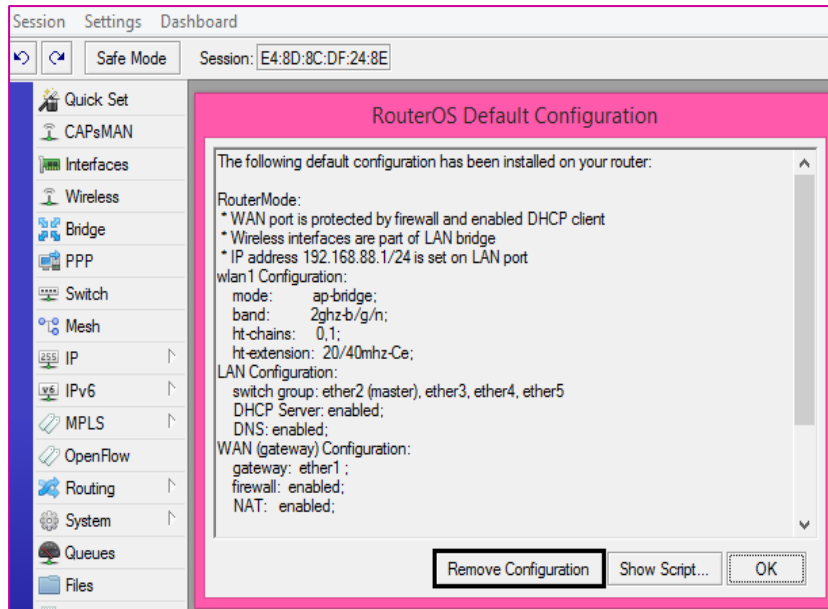 Session Settings Dashboard
Safe Mode Session: E4:8D:8C:DF:24:8E
Quick Set
CAPsMAN
Interfaces
Wireless
Bridge
PPP
Switch
Mesh
255 IP
v6 IPv6
MPLS
OpenFlow
Routing
System
Queues
Files
RouterOS Default Configuration
The following default configuration has been installed on your router:
RouterMode:
* WAN port is protected by firewall and enabled DHCP client
* Wireless interfaces are part of LAN bridge
* IP address 192.168.88.1/24 is set on LAN port
wlan1 Configuration:
mode: ap-bridge;
band: 2ghz-b/g/n;
ht-chains: 0,1;
ht-extension: 20/40mhz-Ce;
LAN Configuration:
switch group: ether2 (master), ether3, ether4, ether5
DHCP Server: enabled;
DNS: enabled;
WAN (gateway) Configuration:
gateway: ether1 ;
firewall: enabled;
NAT: enabled;
Remove Configuration Show Script... OK